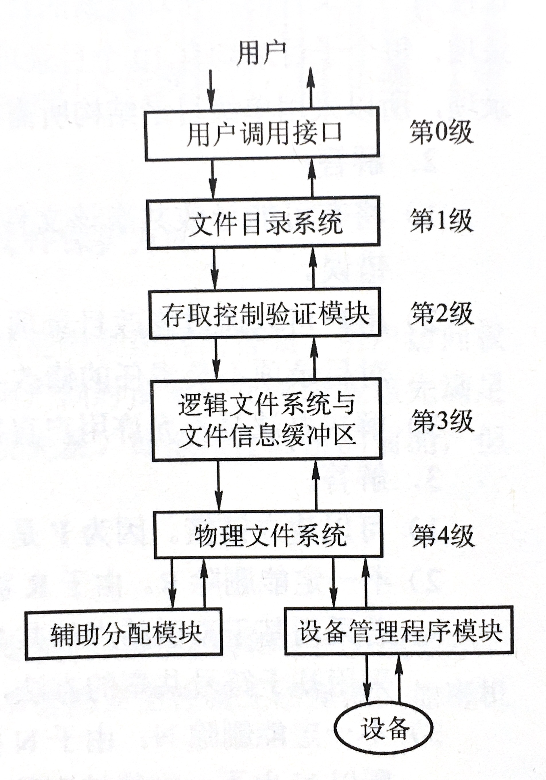 用户
用户调用接口 第0级
文件目录系统 第1级
存取控制验证模块 第2级
逻辑文件系统与
文件信息缓冲区 第3级
物理文件系统 第4级
辅助分配模块 设备管理程序模块
设备